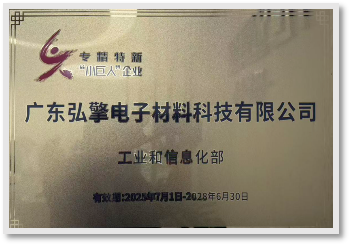 专精特新
“小巨人”企业
广东弘擎电子材料科技有限公司
工业和信息化部
有效期:2025年7月1日-2028年6月30日